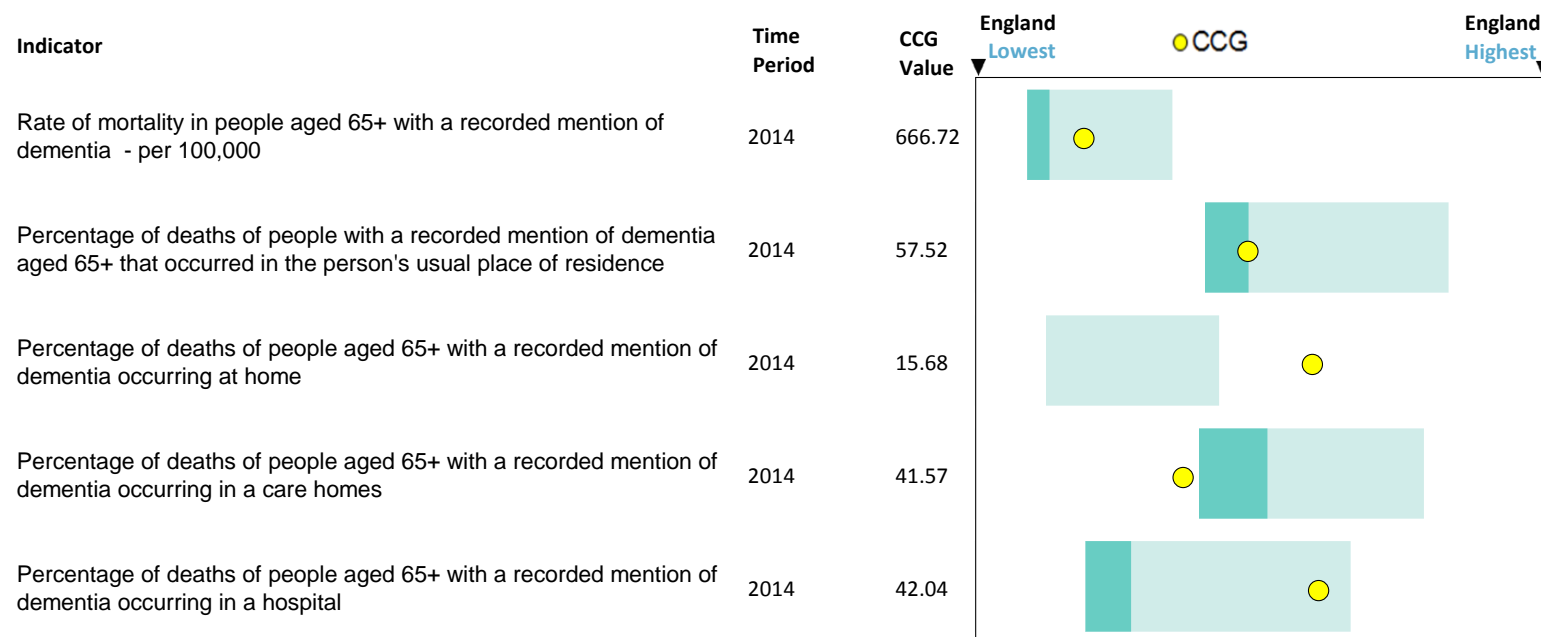 Indicator
Time
Period
CCG
Value
England
Lowest
CCG
England
Highest
Rate of mortality in people aged 65+ with a recorded mention of
dementia  - per 100,000
2014
666.72
Percentage of deaths of people with a recorded mention of dementia
aged 65+ that occurred in the person's usual place of residence
2014
57.52
Percentage of deaths of people aged 65+ with a recorded mention of
dementia occurring at home
2014
15.68
Percentage of deaths of people aged 65+ with a recorded mention of
dementia occurring in a care homes
2014
41.57
Percentage of deaths of people aged 65+ with a recorded mention of
dementia occurring in a hospital
2014
42.04